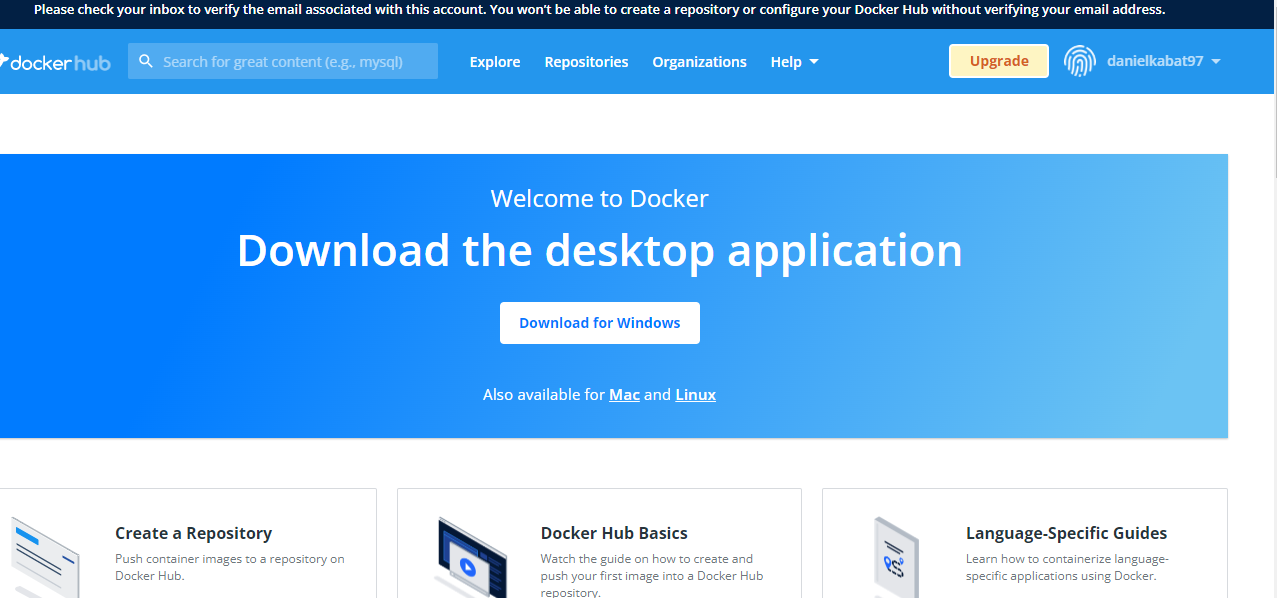 Please check your inbox to verify the email associated with this account. You won't be able to create a repository or configure your Docker Hub without verifying your email address.
docker hub
Search for great content (e.g., mysql)
Explore
Repositories
Organizations
Help
Upgrade
danielkabat97
Welcome to Docker
Download the desktop application
Download for Windows
Also available for Mac and Linux
Create a Repository
Push container images to a repository on
Docker Hub.
Docker Hub Basics
Watch the guide on how to create and
push your first image into a Docker Hub
repository.
Language-Specific Guides
Learn how to containerize language-
specific applications using Docker.